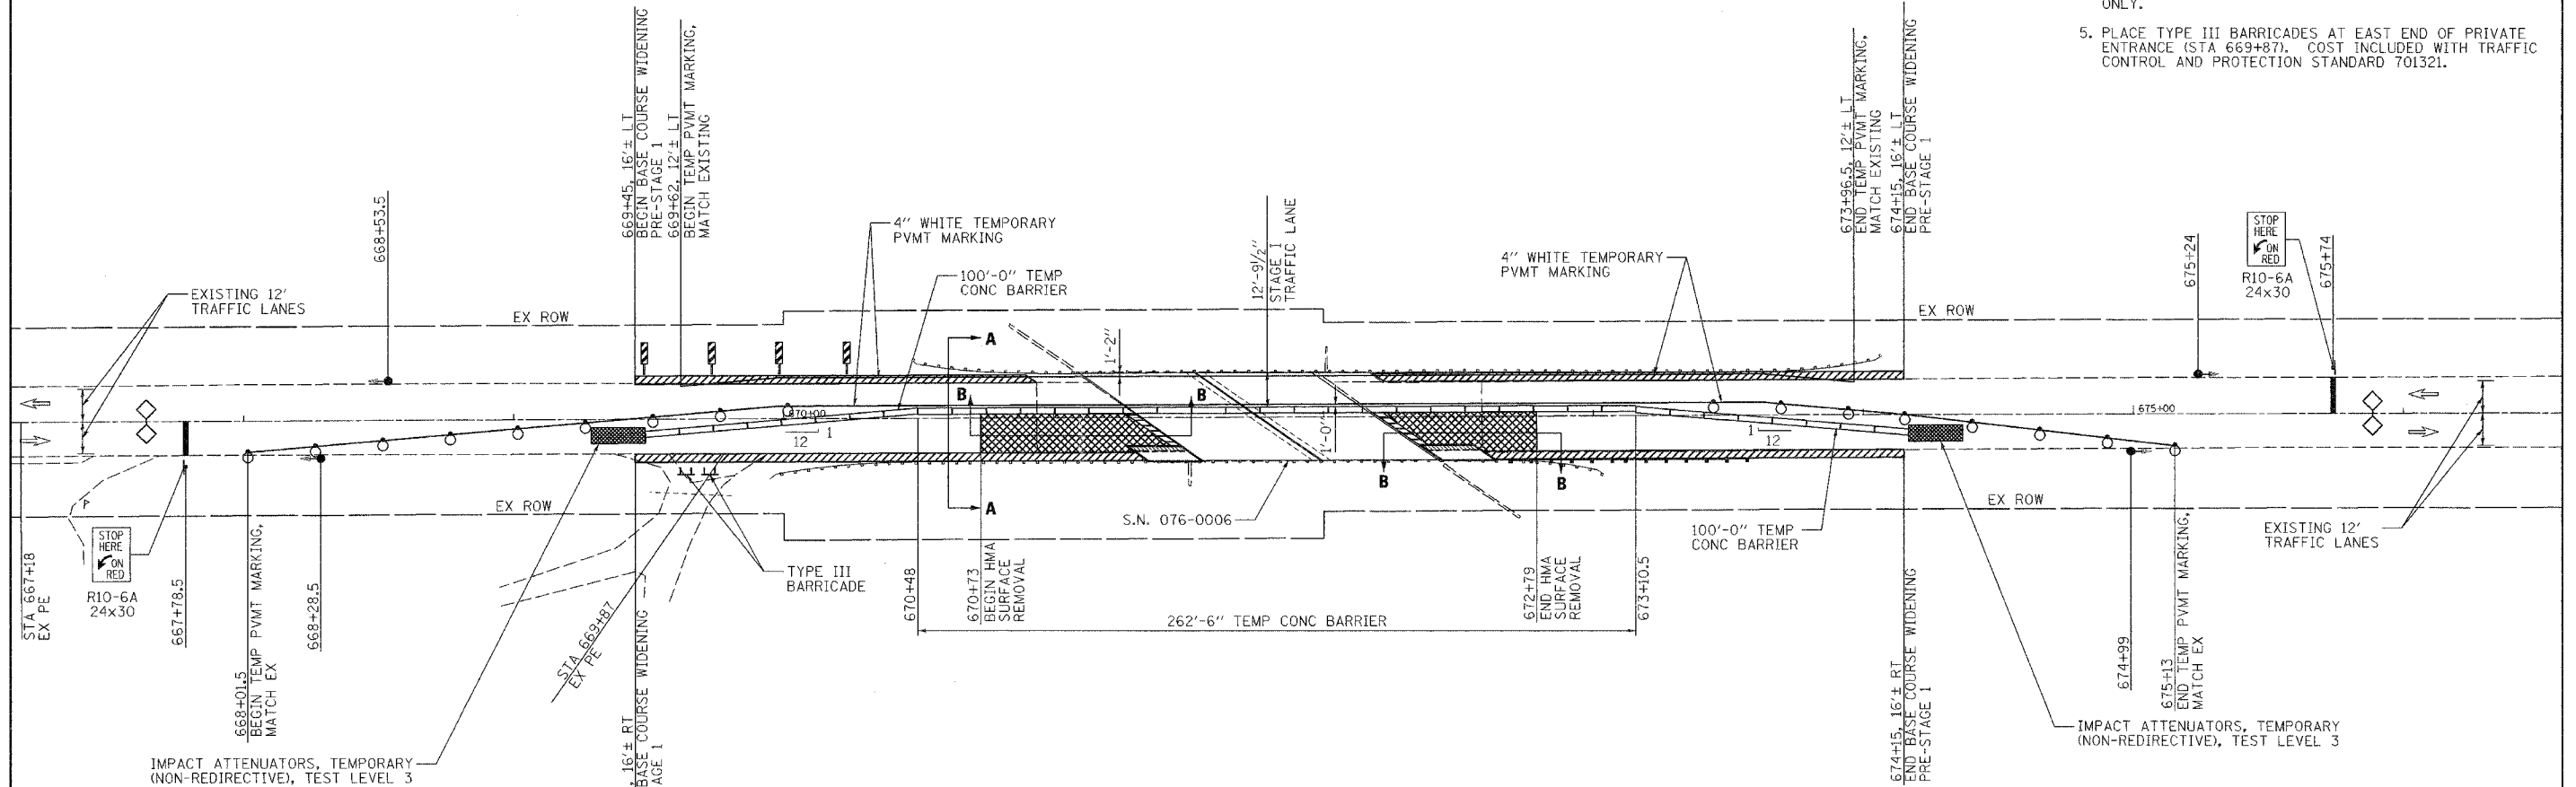 ONLY.
5. PLACE TYPE III BARRICADES AT EAST END OF PRIVATE
ENTRANCE (STA 669+87). COST INCLUDED WITH TRAFFIC
CONTROL AND PROTECTION STANDARD 701321.
669+45, 16'± LT
BEGIN BASE COURSE WIDENING
PRE-STAGE 1
669+62, 12'± LT
BEGIN TEMP PVMT MARKING,
MATCH EXISTING
673+96.5, 12'± LT
END TEMP PVMT MARKING,
MATCH EXISTING
674+15, 16'± LT
END BASE COURSE WIDENING
PRE-STAGE 1
668+53.5
4" WHITE TEMPORARY
PVMT MARKING
100'-0" TEMP
CONC BARRIER
12'-9½"
STAGE I
TRAFFIC LANE
4" WHITE TEMPORARY
PVMT MARKING
675+24
STOP
HERE
ON
RED
R10-6A
24x30
675+74
EXISTING 12'
TRAFFIC LANES
EX ROW
EX ROW
A
1'-2"
B
B
670+00
675+00
12
1
1'-0"
1
12
B
B
A
EX ROW
EX ROW
P
S.N. 076-0006
100'-0" TEMP
CONC BARRIER
EXISTING 12'
TRAFFIC LANES
STA 667+18
EX PE
STOP
HERE
ON
RED
R10-6A
24x30
667+78.5
668+01.5
BEGIN TEMP PVMT MARKING,
MATCH EX
668+28.5
STA 669+87
EX PE
TYPE III
BARRICADE
670+48
670+73
BEGIN HMA
SURFACE
REMOVAL
262'-6" TEMP CONC BARRIER
672+79
END HMA
SURFACE
REMOVAL
673+10.5
674+99
675+13
END TEMP PVMT MARKING,
MATCH EX
, 16'± RT
BASE COURSE WIDENING
AGE 1
674+15, 16'± RT
END BASE COURSE WIDENING
PRE-STAGE 1
IMPACT ATTENUATORS, TEMPORARY
(NON-REDIRECTIVE), TEST LEVEL 3
IMPACT ATTENUATORS, TEMPORARY
(NON-REDIRECTIVE), TEST LEVEL 3